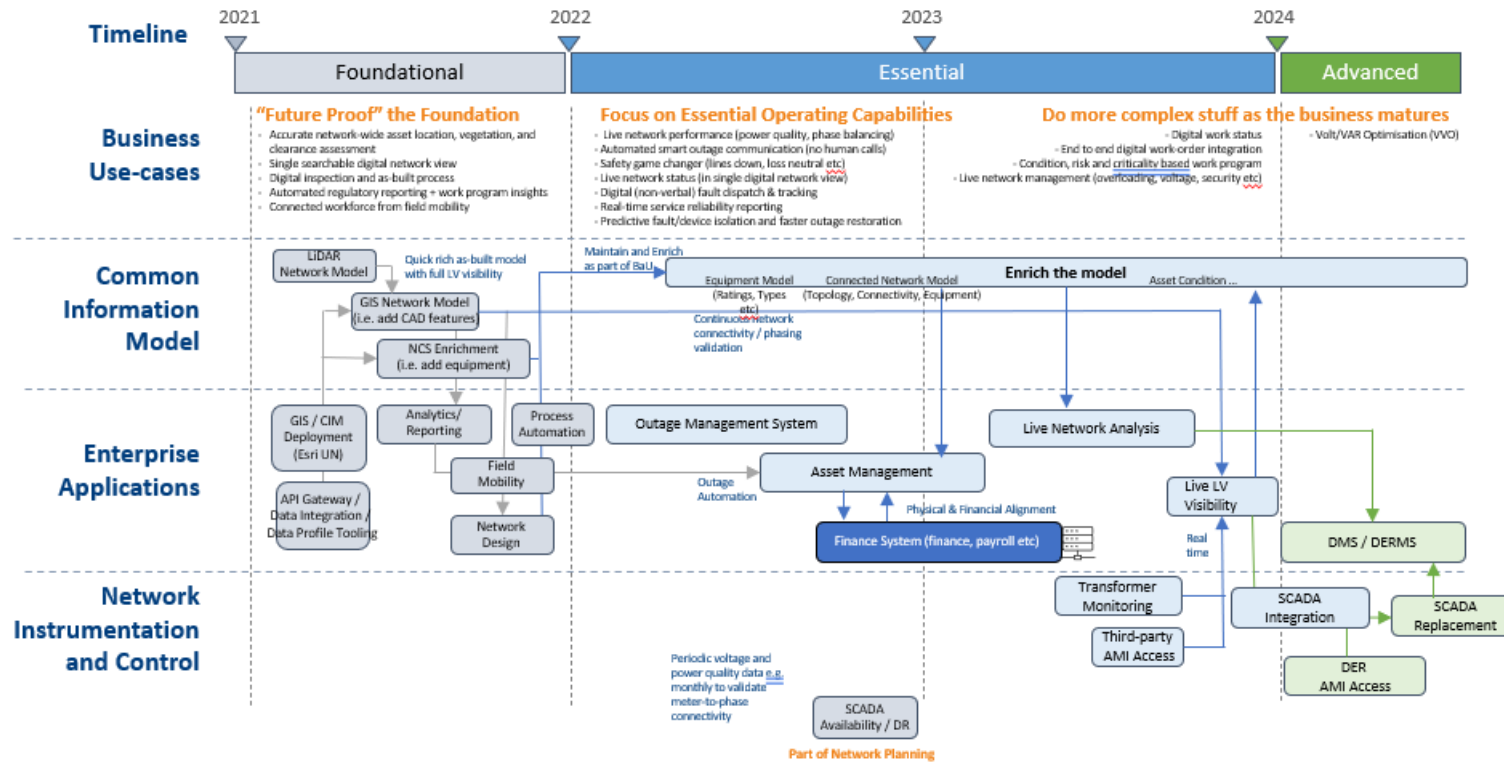 2021
2022
2023
2024
Timeline
Foundational
Essential
Advanced
Business
Use-cases
"Future Proof" the Foundation
- Accurate network-wide asset location, vegetation, and
clearance assessment
- Single searchable digital network view
- Digital inspection and as-built process
- Automated regulatory reporting + work program insights
- Connected workforce from field mobility
Focus on Essential Operating Capabilities
- Live network performance (power quality, phase balancing)
- Automated smart outage communication (no human calls)
- Safety game changer (lines down, loss neutral etc)
- Live network status (in single digital network view)
- Digital (non-verbal) fault dispatch & tracking
- Real-time service reliability reporting
- Predictive fault/device isolation and faster outage restoration
Do more complex stuff as the business matures
- Digital work status
- End to end digital work-order integration
- Condition, risk and criticality based work program
- Live network management (overloading, voltage, security etc)
- Volt/VAR Optimisation (VVO)
Common
Information
Model
LiDAR
Network Model
Quick rich as-built model
with full LV visibility
GIS Network Model
(i.e. add CAD features)
NCS Enrichment
(i.e. add equipment)
Maintain and Enrich
as part of BaU
Enrich the model
Equipment Model
(Ratings, Types
etc)
Connected Network Model
(Topology, Connectivity, Equipment)
Asset Condition ...
Continuous network
connectivity / phasing
validation
Enterprise
Applications
GIS / CIM
Deployment
(Esri UN)
Analytics/
Reporting
Process
Automation
Outage Management System
Live Network Analysis
Field
Mobility
Asset Management
API Gateway /
Data Integration /
Data Profile Tooling
Outage
Automation
Live LV
Visibility
Network
Design
Physical & Financial Alignment
Finance System (finance, payroll etc)
Real
time
DMS / DERMS
Network
Instrumentation
and Control
Transformer
Monitoring
SCADA
Integration
SCADA
Replacement
Third-party
AMI Access
DER
AMI Access
Periodic voltage and
power quality data e.g.
monthly to validate
meter-to-phase
connectivity
SCADA
Availability / DR
Part of Network Planning